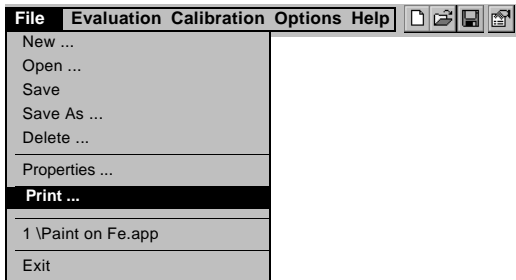 File Evaluation Calibration Options Help
New ...
Open ...
Save
Save As ...
Delete ...
Properties ...
Print ...
1 \Paint on Fe.app
Exit